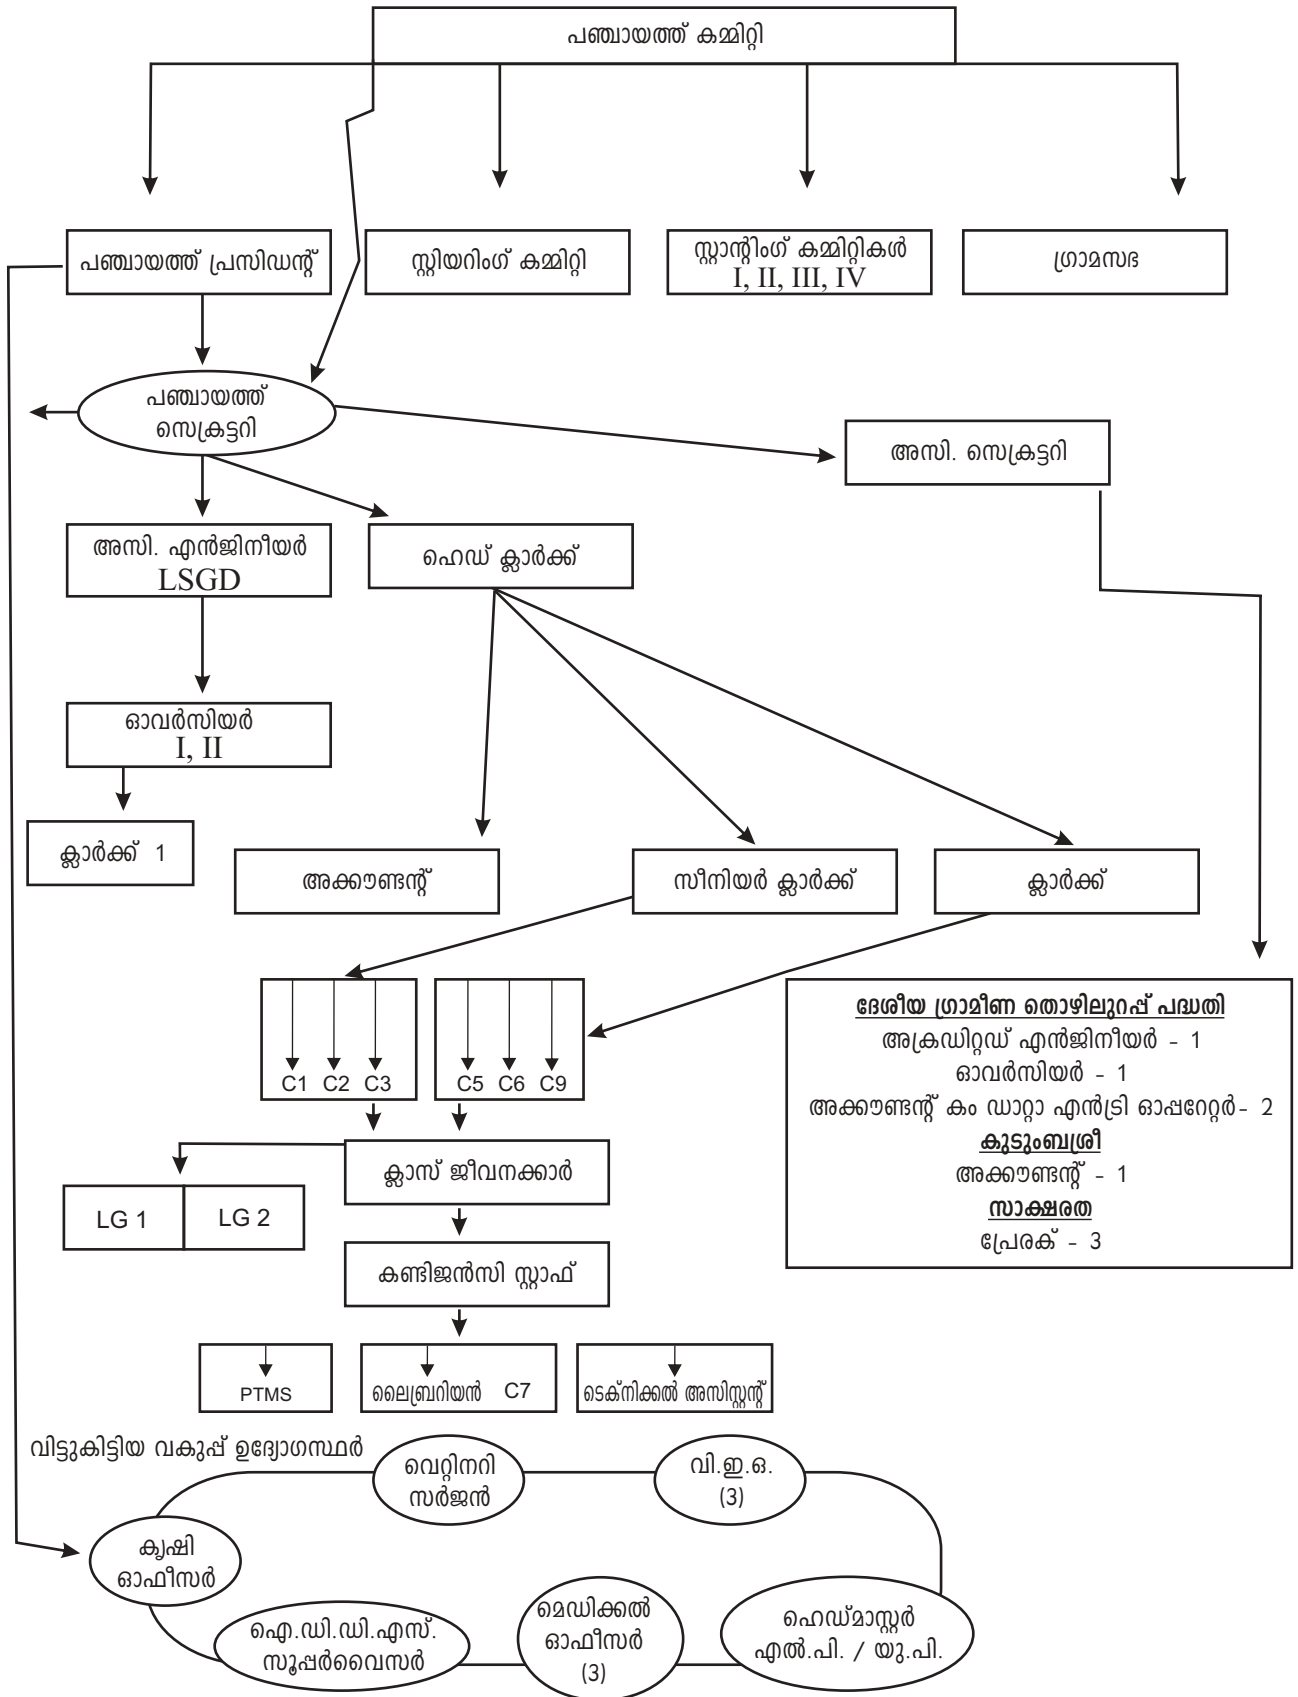 പഞ്ചായത്ത് കമ്മിറ്റി
പഞ്ചായത്ത് പ്രസിഡന്റ്
സ്റ്റിയറിംഗ് കമ്മിറ്റി
സ്റ്റാന്റിംഗ് കമ്മിറ്റികൾ
I, II, III, IV
ഗ്രാമസഭ
പഞ്ചായത്ത്
സെക്രട്ടറി
അസി. സെക്രട്ടറി
അസി. എൻജിനീയർ
LSGD
ഹെഡ് ക്ലാർക്ക്
ഓവർസിയർ
I, II
ക്ലാർക്ക് 1
അക്കൗണ്ടന്റ്
സീനിയർ ക്ലാർക്ക്
ക്ലാർക്ക്
C1 C2 C3
C5 C6 C9
ദേശീയ ഗ്രാമീണ തൊഴിലുറപ്പ് പദ്ധതി
അക്രഡിറ്റഡ് എൻജിനീയർ - 1
ഓവർസിയർ - 1
അക്കൗണ്ടന്റ് കം ഡാറ്റാ എൻട്രി ഓപ്പറേറ്റർ- 2
കുടുംബശ്രീ
അക്കൗണ്ടന്റ് - 1
സാക്ഷരത
പ്രേരക് - 3
ക്ലാസ് ജീവനക്കാർ
LG 1
LG 2
കണ്ടിജൻസി സ്റ്റാഫ്
PTMS
ലൈബ്രറിയൻ C7
ടെക്നിക്കൽ അസിസ്റ്റന്റ്
വിട്ടുകിട്ടിയ വകുപ്പ് ഉദ്യോഗസ്ഥർ
വെറ്റിനറി
സർജൻ
വി.ഇ.ഒ.
(3)
കൃഷി
ഓഫീസർ
ഐ.ഡി.ഡി.എസ്.
സൂപ്പർവൈസർ
മെഡിക്കൽ
ഓഫീസർ
(3)
ഹെഡ്മാസ്റ്റർ
എൽ.പി. / യു.പി.